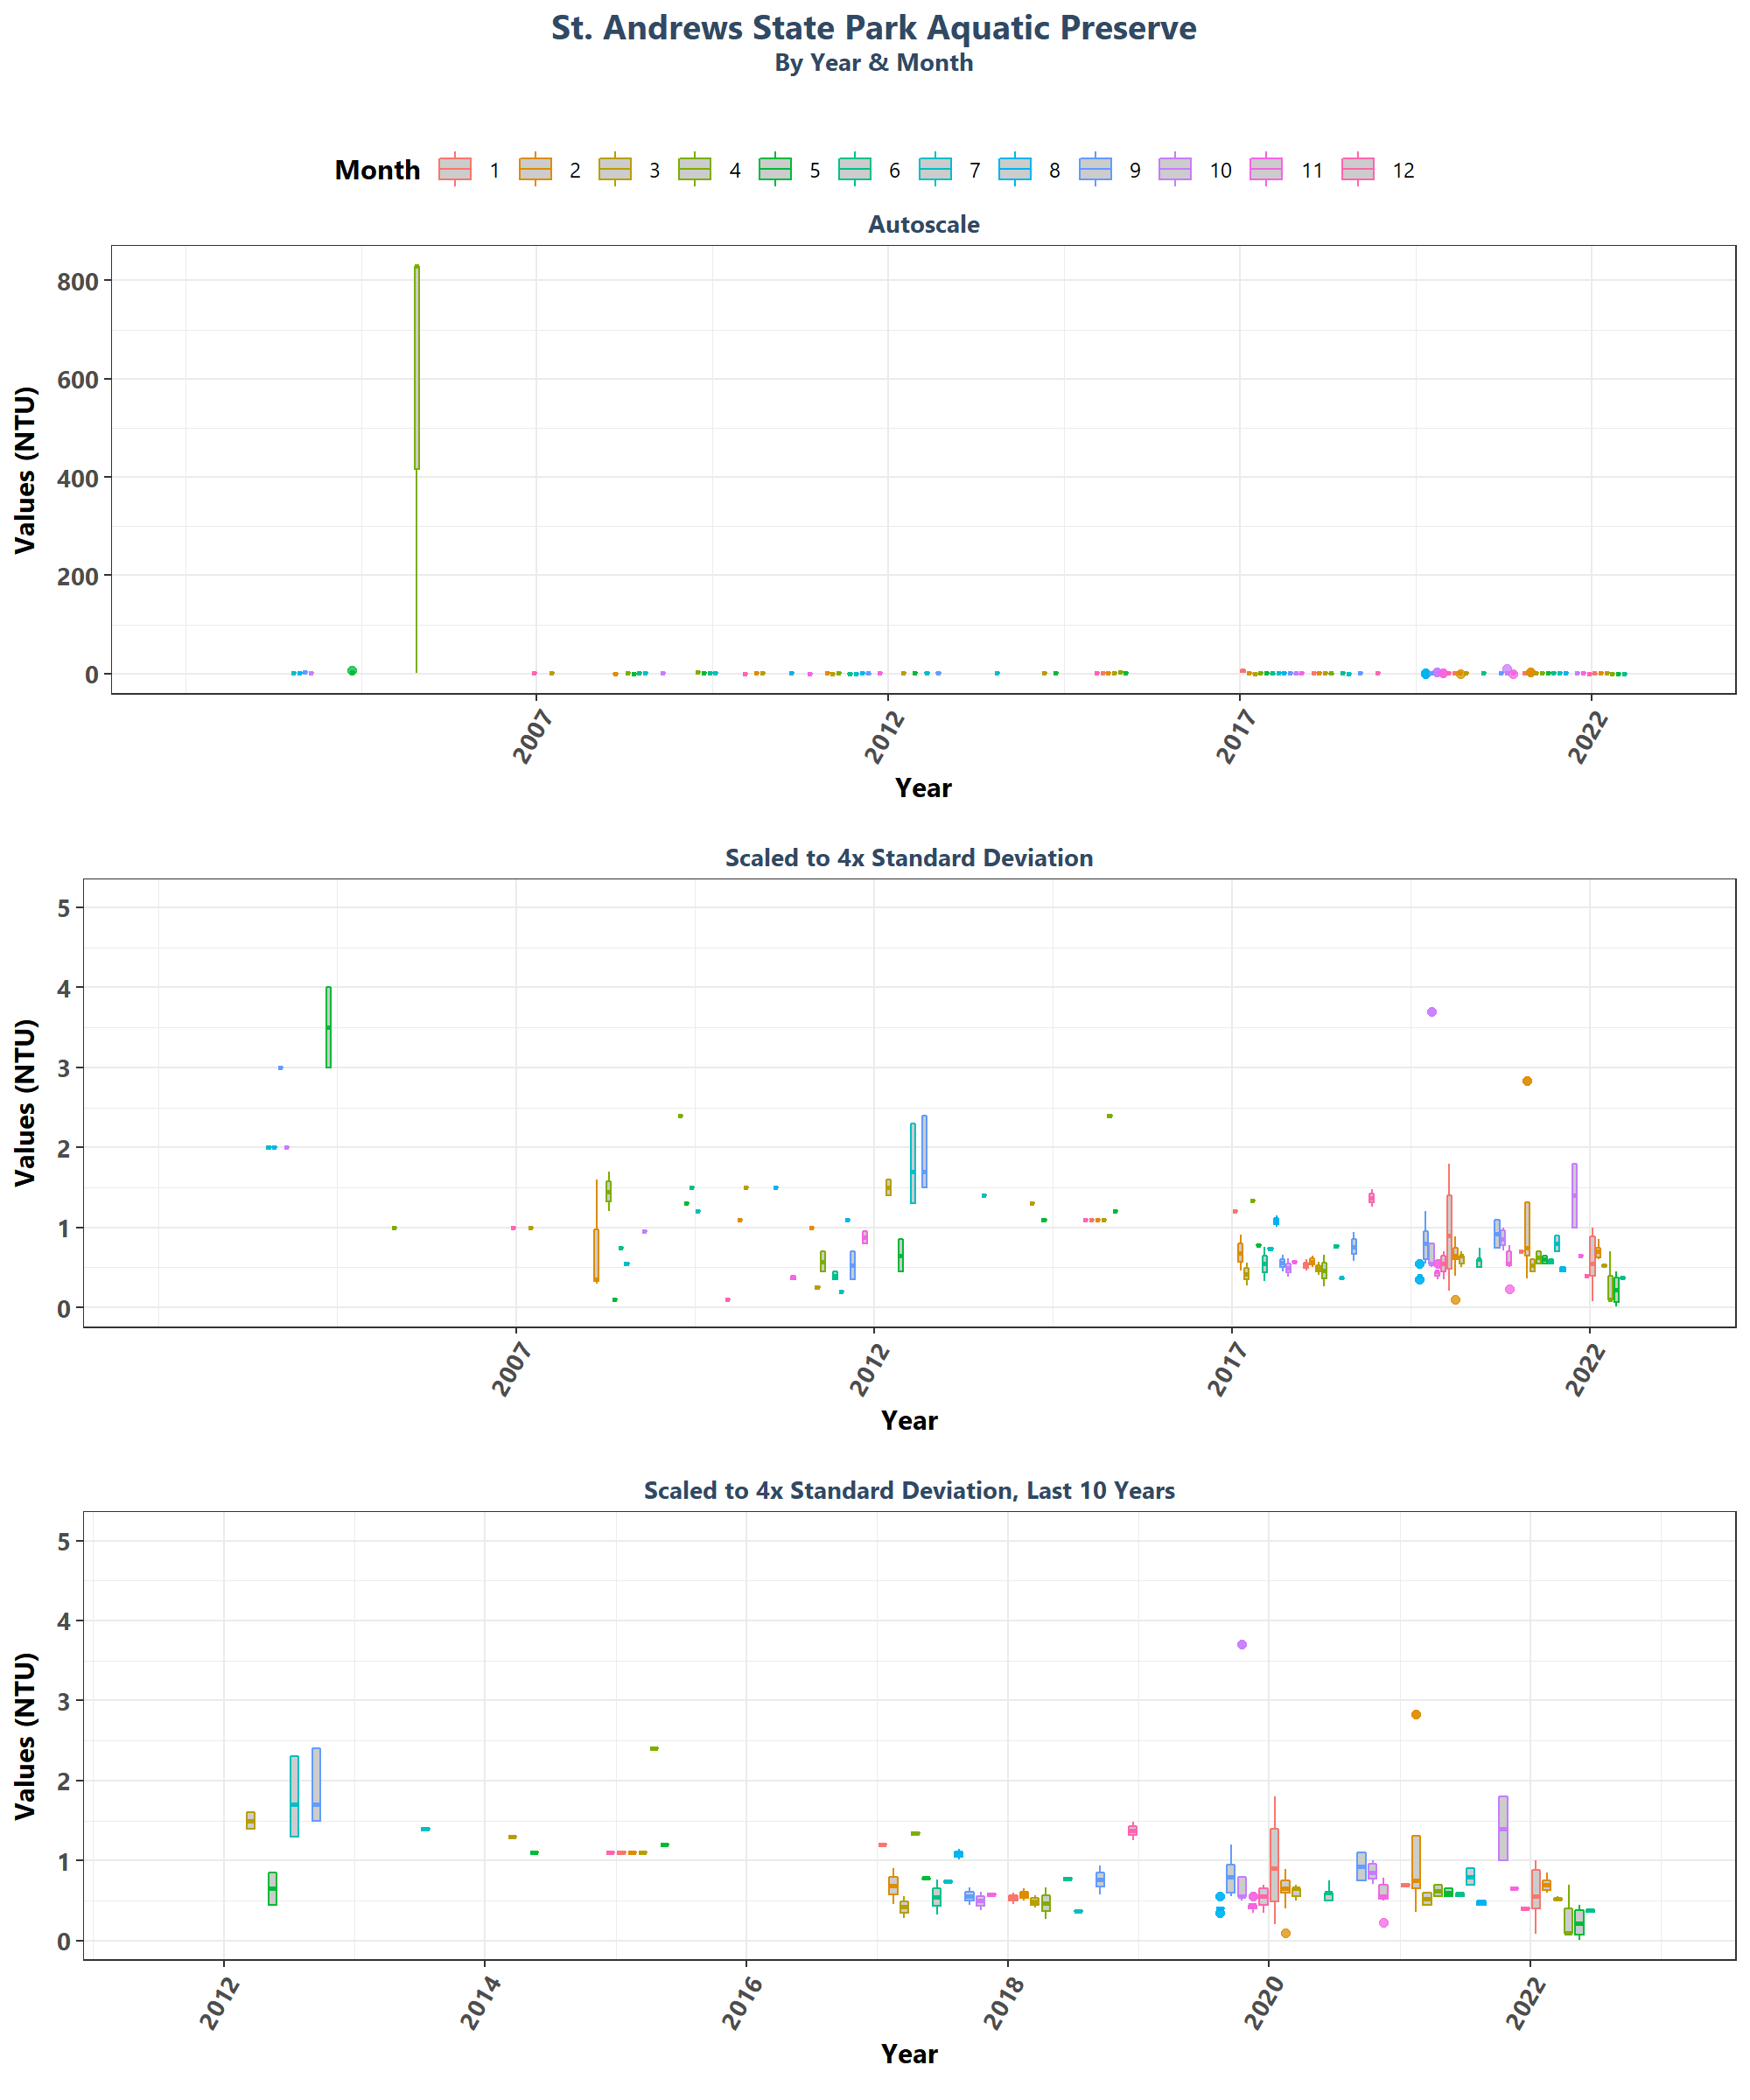 St. Andrews State Park Aquatic Preserve
By Year & Month
Month 1 2 3 4 5 6 7 8 9 10 11 12
Autoscale
Values (NTU)
800
600
400
200
0
2007 2012 2017 2022
Year
Scaled to 4x Standard Deviation
Values (NTU)
5
4
3
2
1
0
2007 2012 2017 2022
Year
Scaled to 4x Standard Deviation, Last 10 Years
Values (NTU)
5
4
3
2
1
0
2012 2014 2016 2018 2020 2022
Year